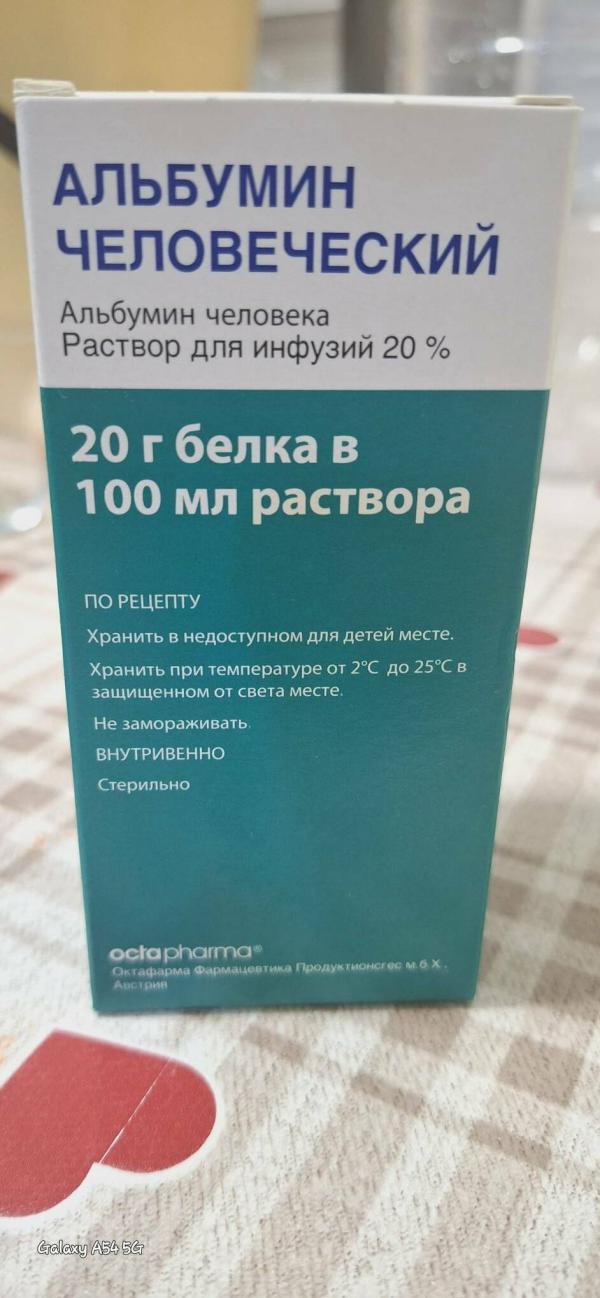 АЛЬБУМИН
ЧЕЛОВЕЧЕСКИЙ
Альбумин человека
Раствор для инфузий 20 %
20 г белка в
100 мл раствора
ПО РЕЦЕПТУ
Хранить в недоступном для детей месте.
Хранить при температуре от 2°C до 25°C в
защищенном от света месте.
Не замораживать.
ВНУТРИВЕННО
Стерильно
octapharma®
Октафарма Фармацевтика Продуктионсгес м.б.Х.,
Австрия
Galaxy A54 5G